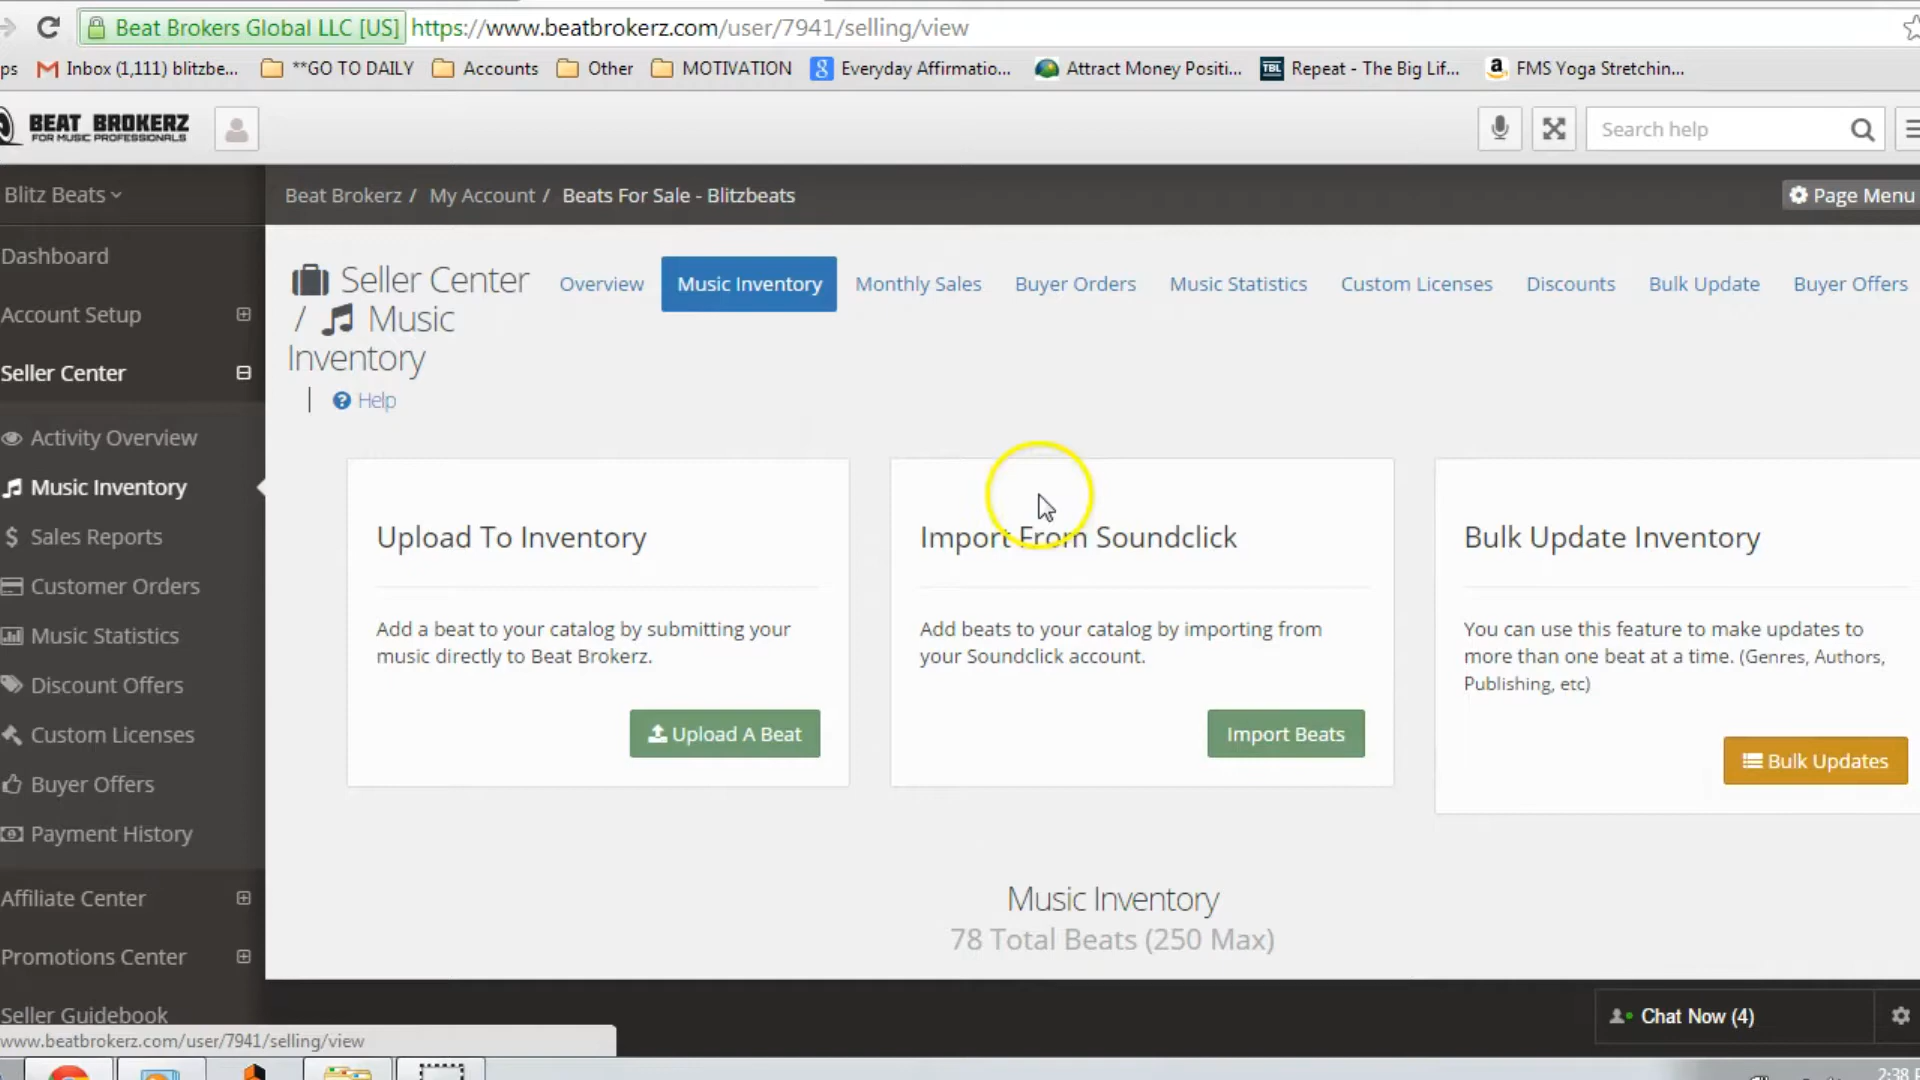 Beat Brokers Global LLC [US] https://www.beatbrokerz.com/user/7941/selling/view
ps Inbox (1,111) blitzbe... **GO TO DAILY Accounts Other MOTIVATION Everyday Affirmatio... Attract Money Positi... TBL Repeat - The Big Lif... FMS Yoga Stretchin...
BEAT BROKERZ
FOR MUSIC PROFESSIONALS
Search help
Blitz Beats
Beat Brokerz / My Account / Beats For Sale - Blitzbeats
Page Menu
Dashboard
Account Setup
Seller Center
Activity Overview
Music Inventory
Sales Reports
Customer Orders
Music Statistics
Discount Offers
Custom Licenses
Buyer Offers
Payment History
Affiliate Center
Promotions Center
Seller Guidebook
Seller Center
/ Music
Inventory
Help
Overview Music Inventory Monthly Sales Buyer Orders Music Statistics Custom Licenses Discounts Bulk Update Buyer Offers
Upload To Inventory
Add a beat to your catalog by submitting your
music directly to Beat Brokerz.
Upload A Beat
Import From Soundclick
Add beats to your catalog by importing from
your Soundclick account.
Import Beats
Bulk Update Inventory
You can use this feature to make updates to
more than one beat at a time. (Genres, Authors,
Publishing, etc)
Bulk Updates
Music Inventory
78 Total Beats (250 Max)
Chat Now (4)
www.beatbrokerz.com/user/7941/selling/view
2:38